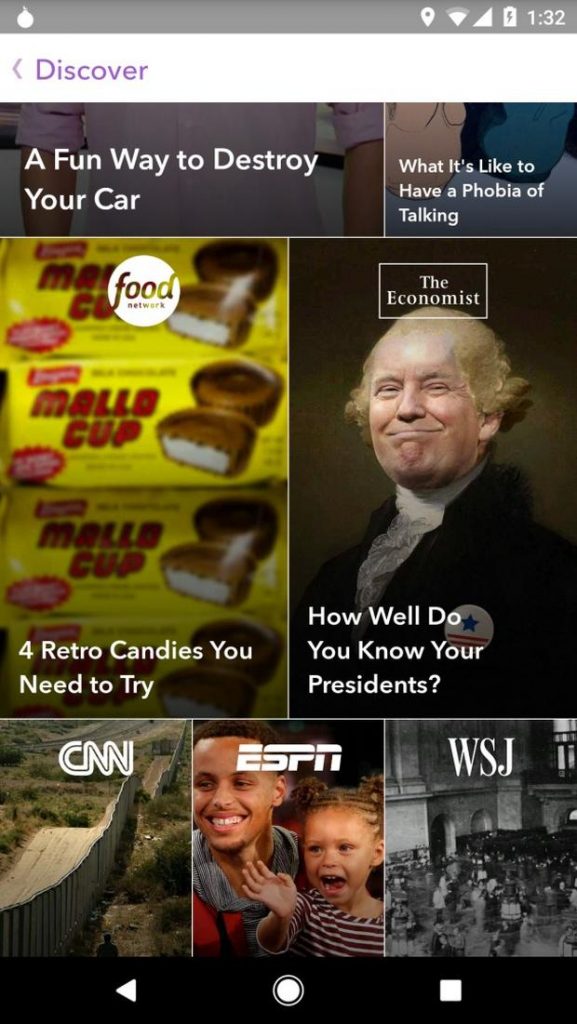 1:32
Discover
A Fun Way to Destroy
Your Car
What It's Like to
Have a Phobia of
Talking
food
network
MALLO
CUP
MALLO
CUP
MALLO
CUP
4 Retro Candies You
Need to Try
The
Economist
How Well Do
You Know Your
Presidents?
CNN
ESPN
WSJ